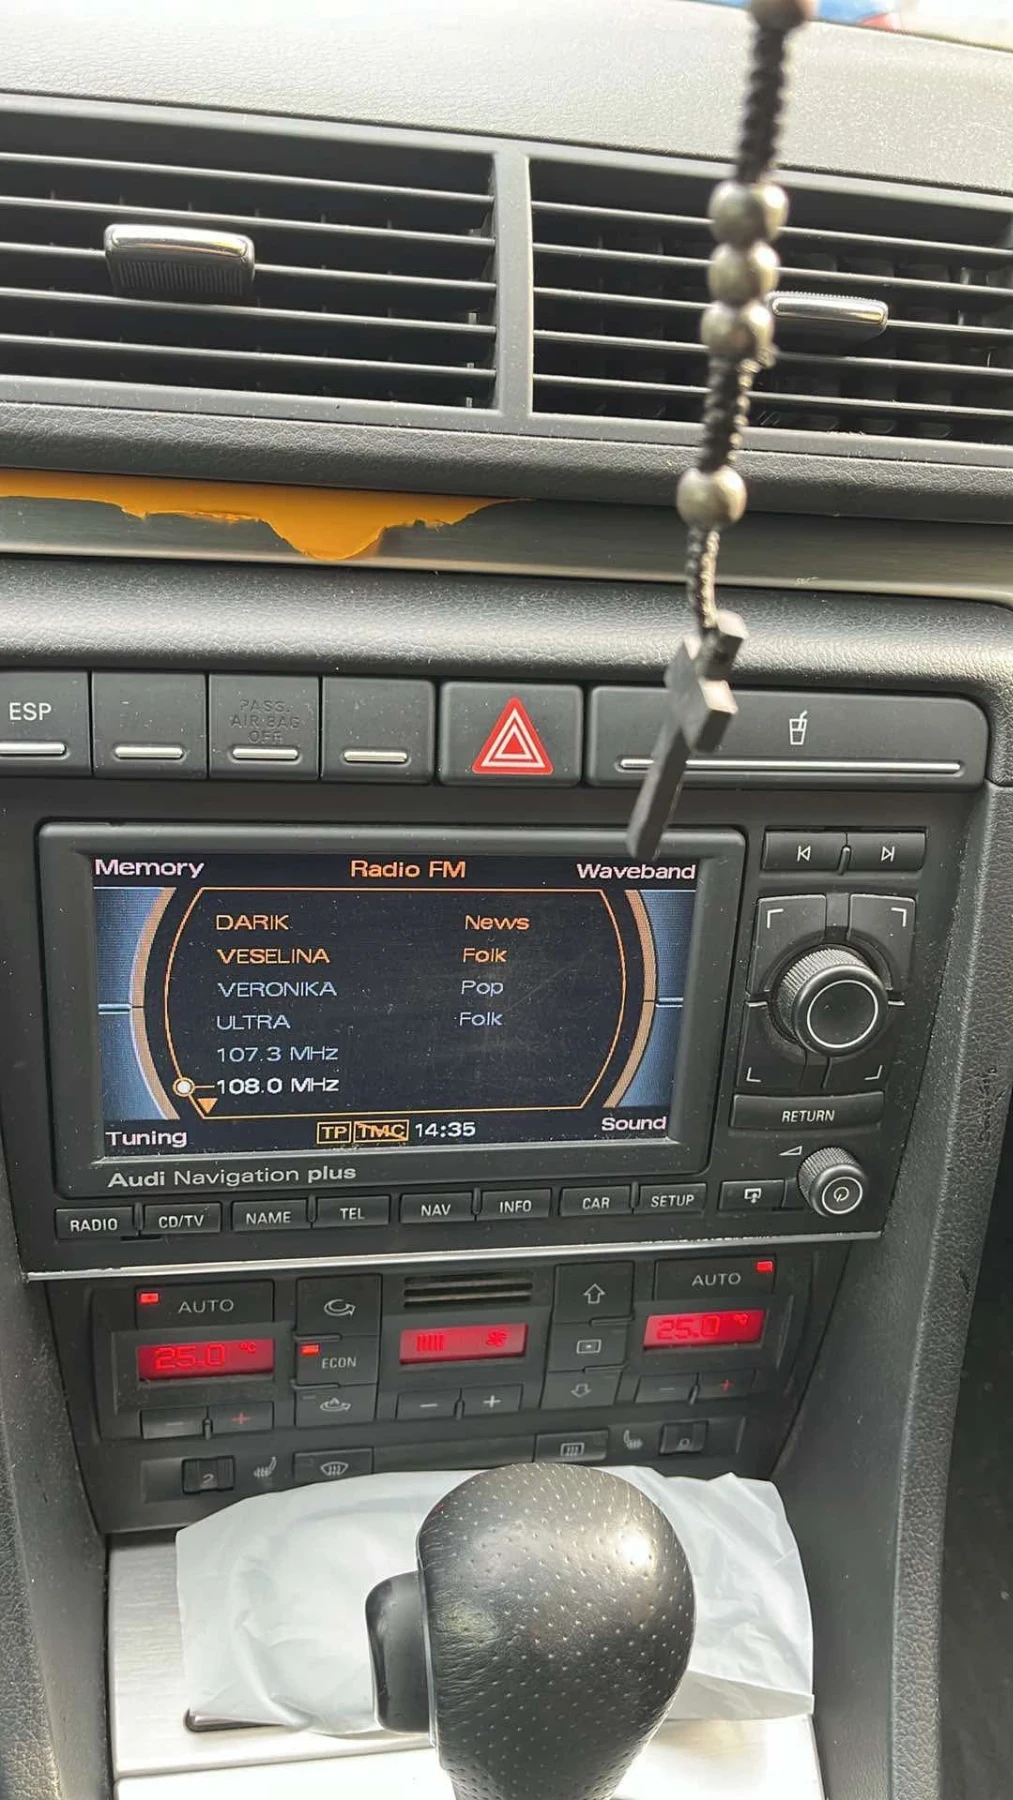 ESP
PASS.
AIR BAG
OFF
Memory Radio FM Waveband
DARIK News
VESELINA Folk
VERONIKA Pop
ULTRA Folk
107.3 MHz
108.0 MHz
Tuning TP TMC 14:35 Sound
Audi Navigation plus
RETURN
RADIO CD/TV NAME TEL NAV INFO CAR SETUP
AUTO AUTO
25.0 °C 25.0 °C
ECON
2 0